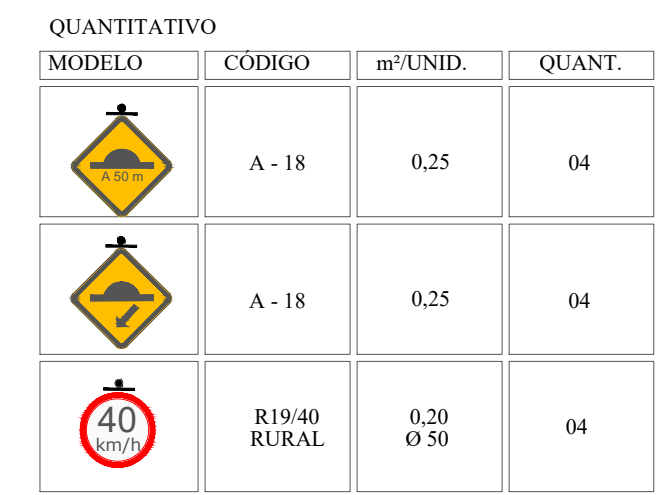 QUANTITATIVO
MODELO CÓDIGO m²/UNID. QUANT.
A 50 m
A - 18 0,25 04
A - 18 0,25 04
40
km/h
R19/40 0,20 04
RURAL Ø 50